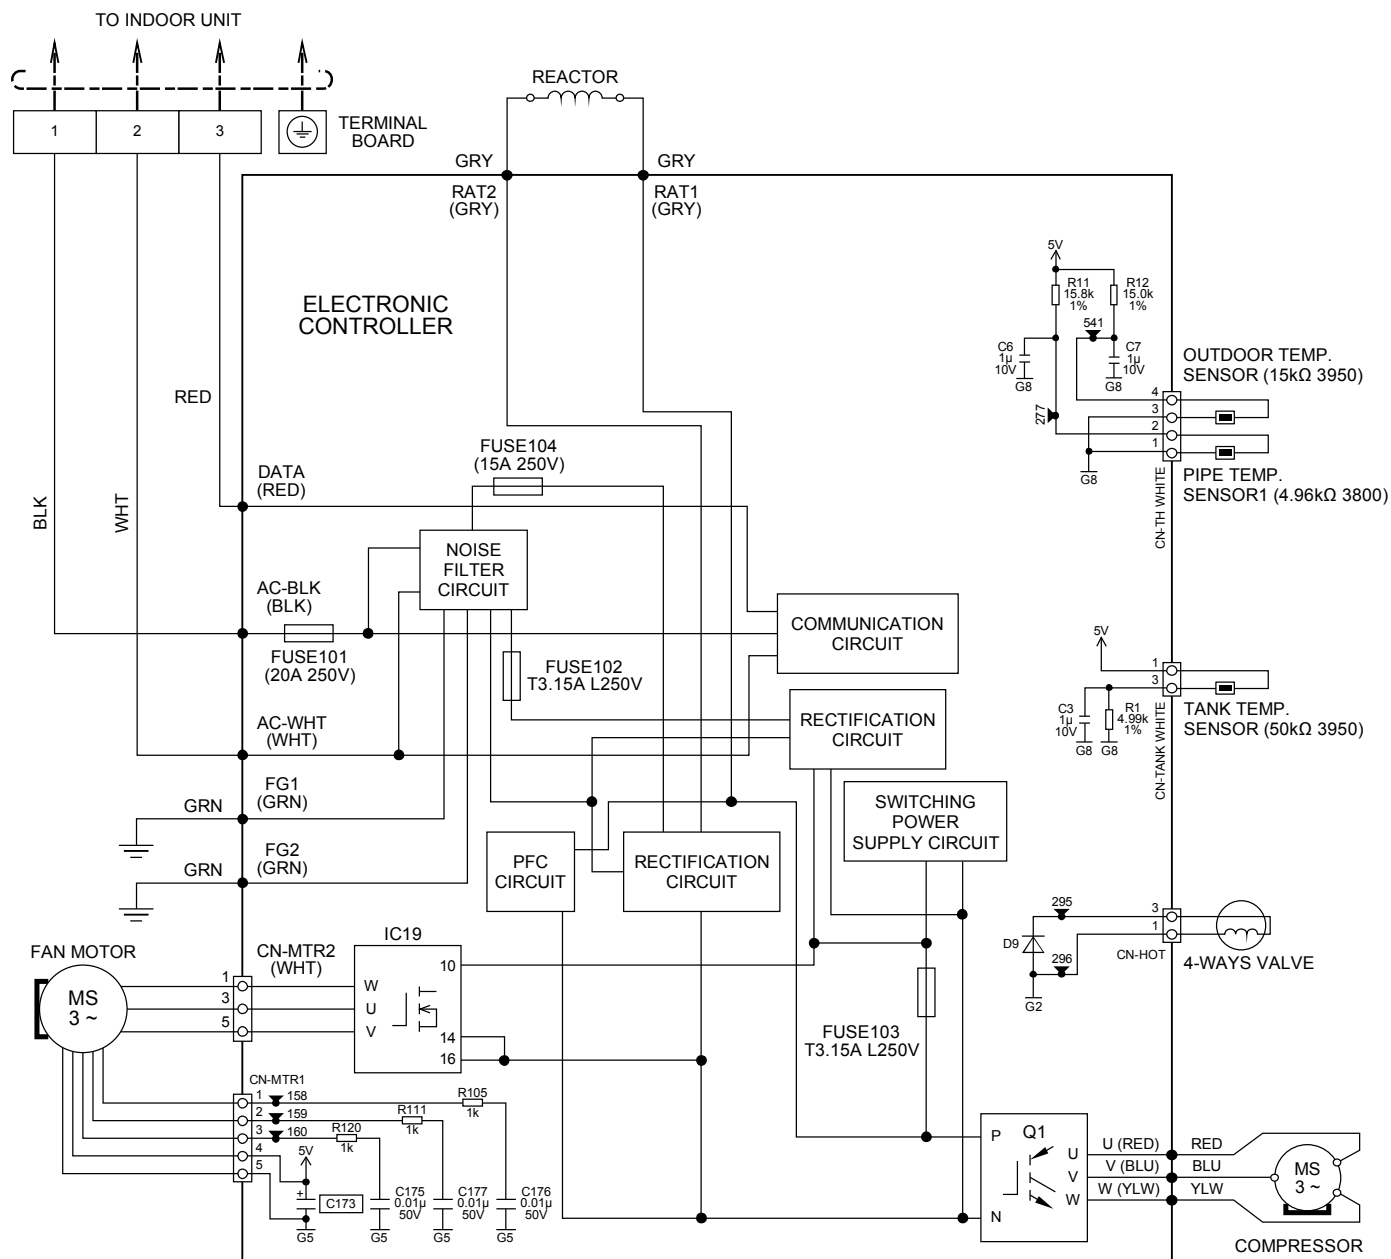 TO INDOOR UNIT
1
2
3
TERMINAL
BOARD
REACTOR
GRY
GRY
RAT2
(GRY)
RAT1
(GRY)
ELECTRONIC
CONTROLLER
BLK
WHT
RED
DATA
(RED)
FUSE104
(15A 250V)
NOISE
FILTER
CIRCUIT
AC-BLK
(BLK)
FUSE101
(20A 250V)
FUSE102
T3.15A L250V
COMMUNICATION
CIRCUIT
AC-WHT
(WHT)
RECTIFICATION
CIRCUIT
FG1
(GRN)
GRN
SWITCHING
POWER
SUPPLY CIRCUIT
FG2
(GRN)
GRN
PFC
CIRCUIT
RECTIFICATION
CIRCUIT
5V
R11
15.8k
1%
R12
15.0k
1%
541
C6
1µ
10V
G8
C7
1µ
10V
G8
277
G8
4
3
2
1
CN-TH WHITE
OUTDOOR TEMP.
SENSOR (15kΩ 3950)
PIPE TEMP.
SENSOR1 (4.96kΩ 3800)
5V
C3
1µ
10V
G8
R1
4.99k
1%
G8
1
3
CN-TANK WHITE
TANK TEMP.
SENSOR (50kΩ 3950)
295
296
D9
G2
3
1
CN-HOT
4-WAYS VALVE
FAN MOTOR
MS
3 ~
CN-MTR2
(WHT)
1
3
5
IC19
W
U
V
10
14
16
FUSE103
T3.15A L250V
CN-MTR1
1
2
3
4
5
158
159
160
R105
1k
R111
1k
R120
1k
5V
+
C173
G5
C175
0.01µ
50V
G5
C177
0.01µ
50V
G5
C176
0.01µ
50V
G5
P
N
Q1
U
V
W
U (RED)
V (BLU)
W (YLW)
RED
BLU
YLW
MS
3 ~
COMPRESSOR